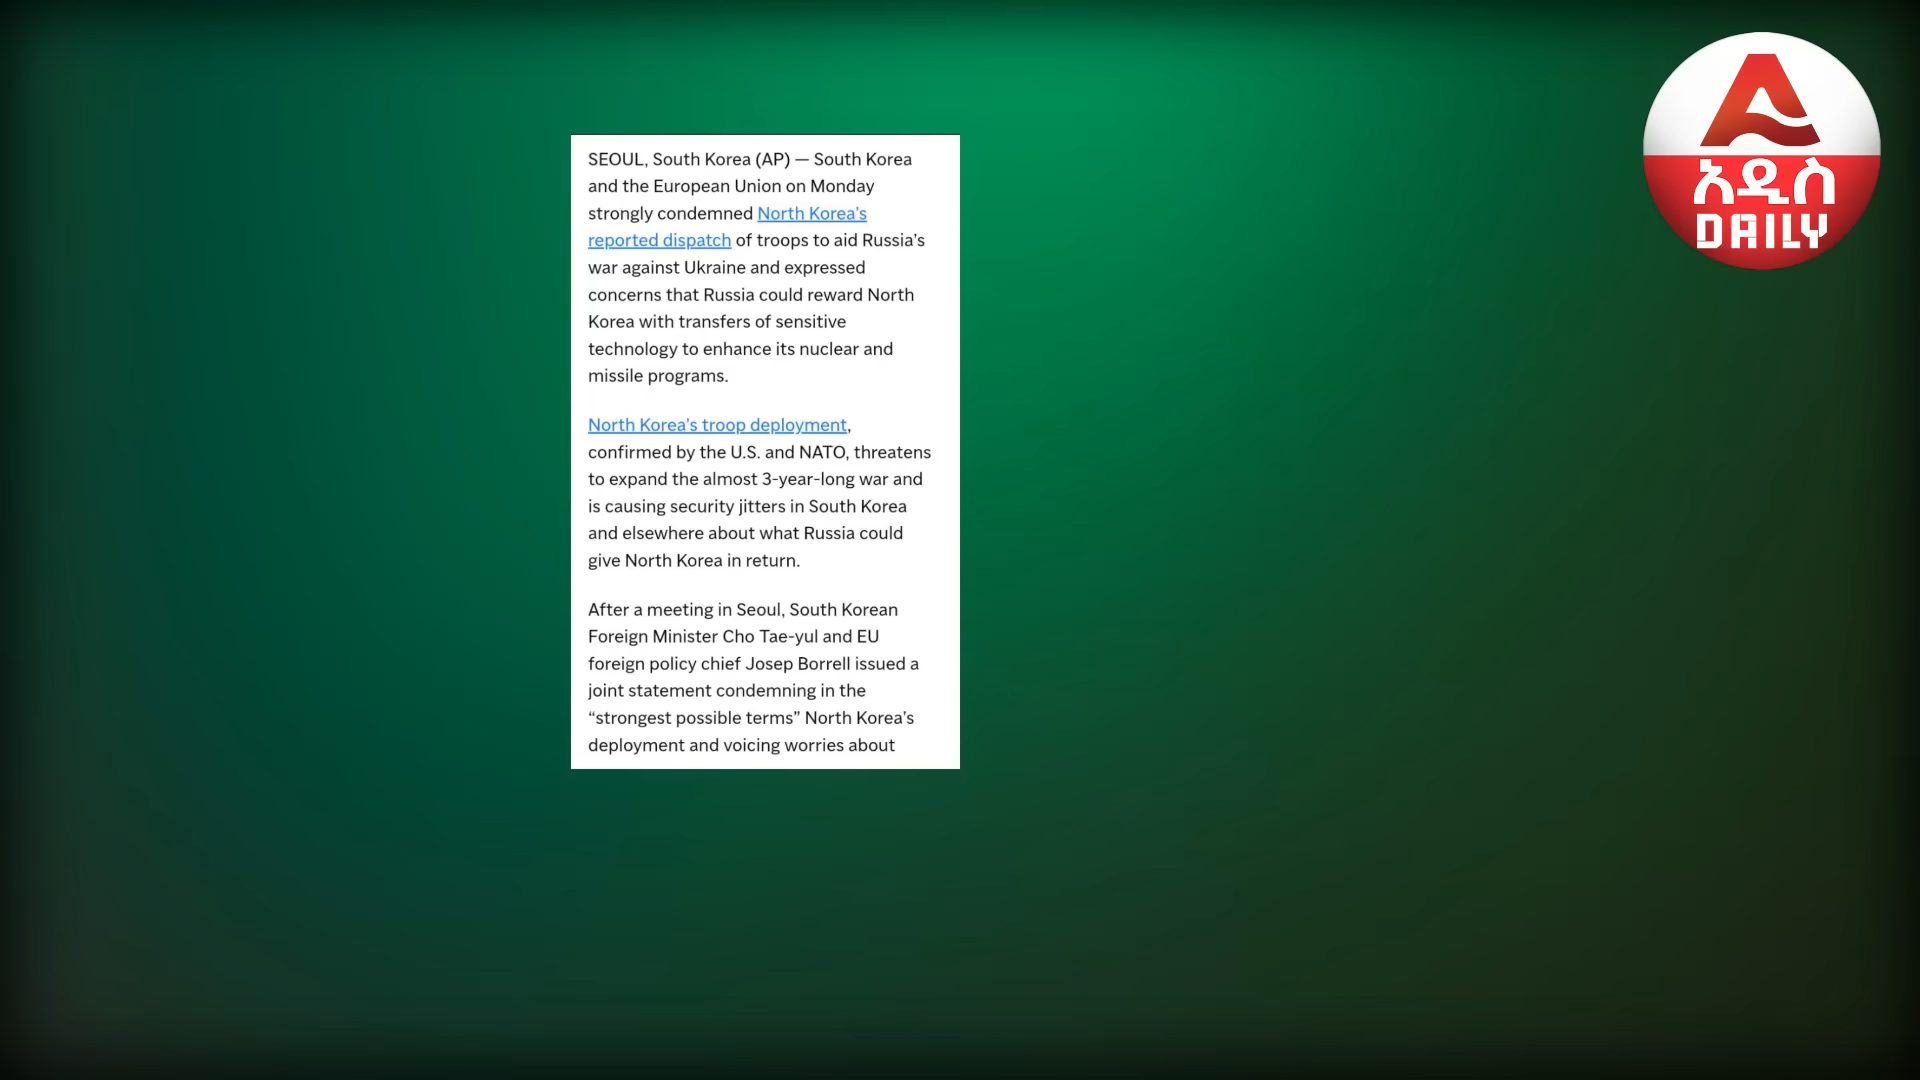 SEOUL, South Korea (AP) — South Korea
and the European Union on Monday
strongly condemned North Korea’s
reported dispatch of troops to aid Russia’s
war against Ukraine and expressed
concerns that Russia could reward North
Korea with transfers of sensitive
technology to enhance its nuclear and
missile programs.
North Korea’s troop deployment,
confirmed by the U.S. and NATO, threatens
to expand the almost 3-year-long war and
is causing security jitters in South Korea
and elsewhere about what Russia could
give North Korea in return.
After a meeting in Seoul, South Korean
Foreign Minister Cho Tae-yul and EU
foreign policy chief Josep Borrell issued a
joint statement condemning in the
“strongest possible terms” North Korea’s
deployment and voicing worries about
አዲስ
DAILY